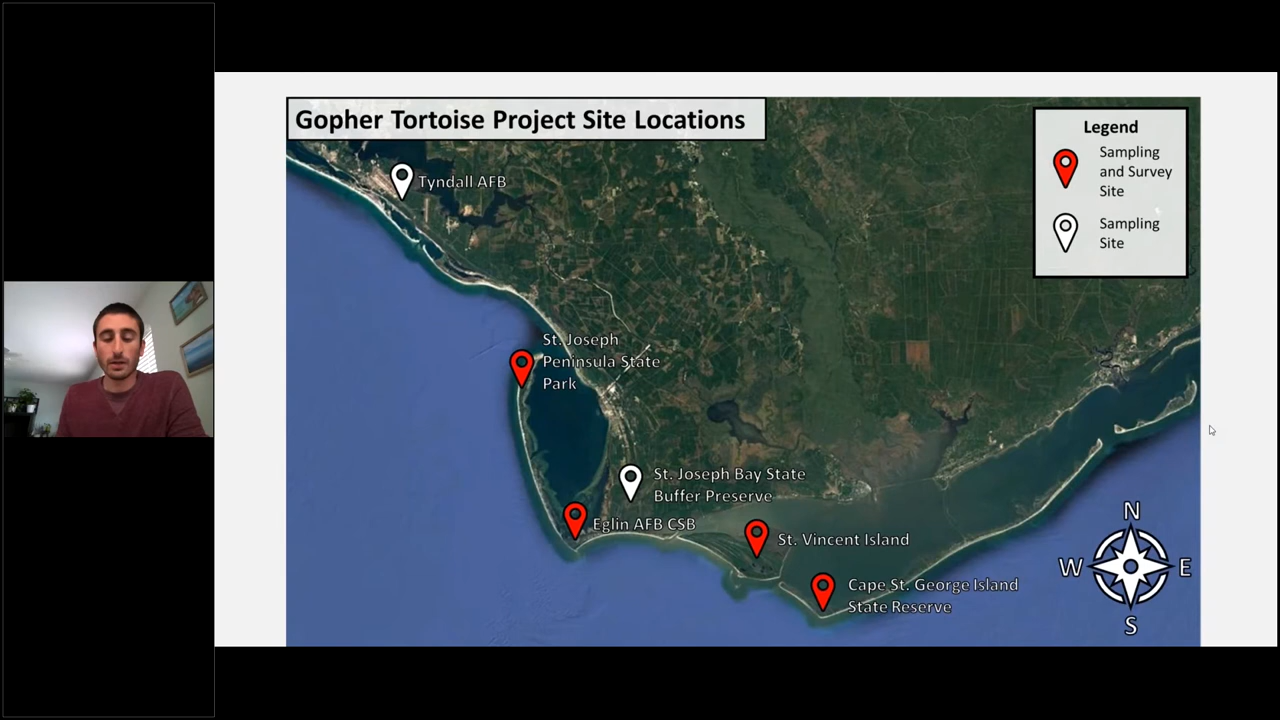 Gopher Tortoise Project Site Locations
Legend
Sampling
and Survey
Site
Sampling
Site
Tyndall AFB
St. Joseph
Peninsula State
Park
St. Joseph Bay State
Buffer Preserve
Eglin AFB CSB
St. Vincent Island
Cape St. George Island
State Reserve
N
W
E
S